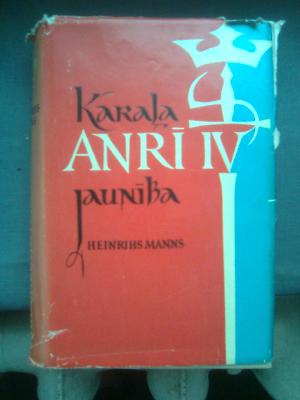 Karaļa
ANRĪ IV
jaunība
HEINRIHS MANNS